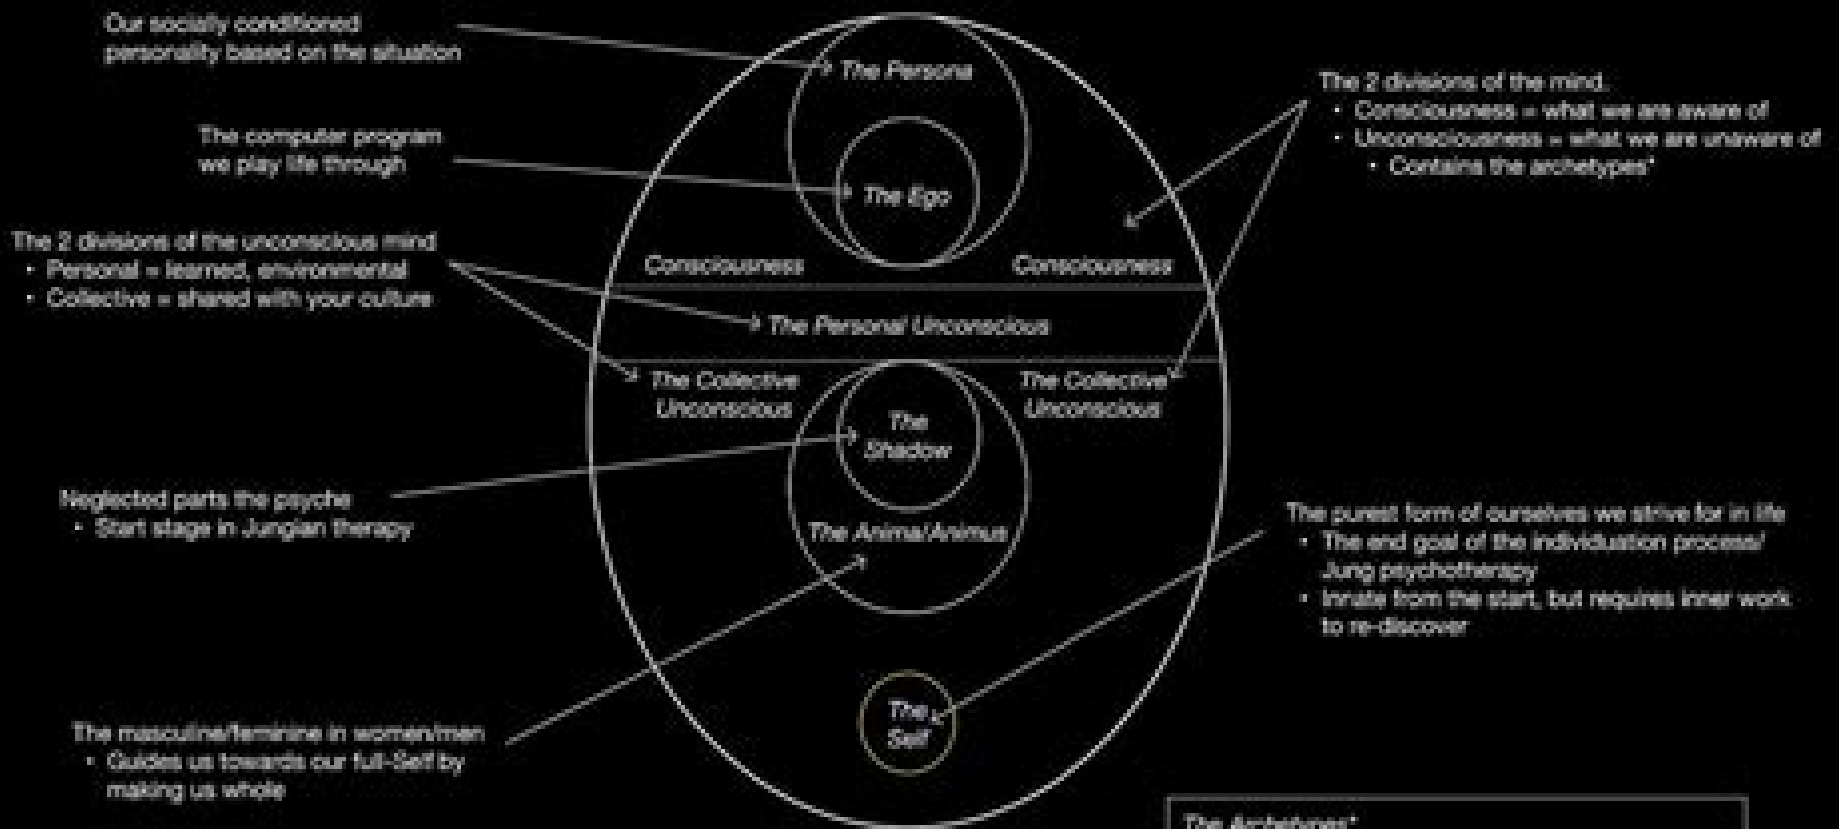 Our socially conditioned
personality based on the situation
The Persona
The 2 divisions of the mind.
• Consciousness = what we are aware of
• Unconsciousness = what we are unaware of
• Contains the archetypes*
The computer program
we play life through
The Ego
The 2 divisions of the unconscious mind
• Personal = learned, environmental
• Collective = shared with your culture
Consciousness
Consciousness
The Personal Unconscious
The Collective
Unconscious
The Collective
Unconscious
The
Shadow
Neglected parts the psyche
• Start stage in Jungian therapy
The Anima/Animus
The purest form of ourselves we strive for in life
• The end goal of the individuation process/
Jung psychotherapy
• Innate from the start, but requires inner work
to re-discover
The
Self
The masculine/feminine in women/men
• Guides us towards our full-Self by
making us whole
The Archetypes*